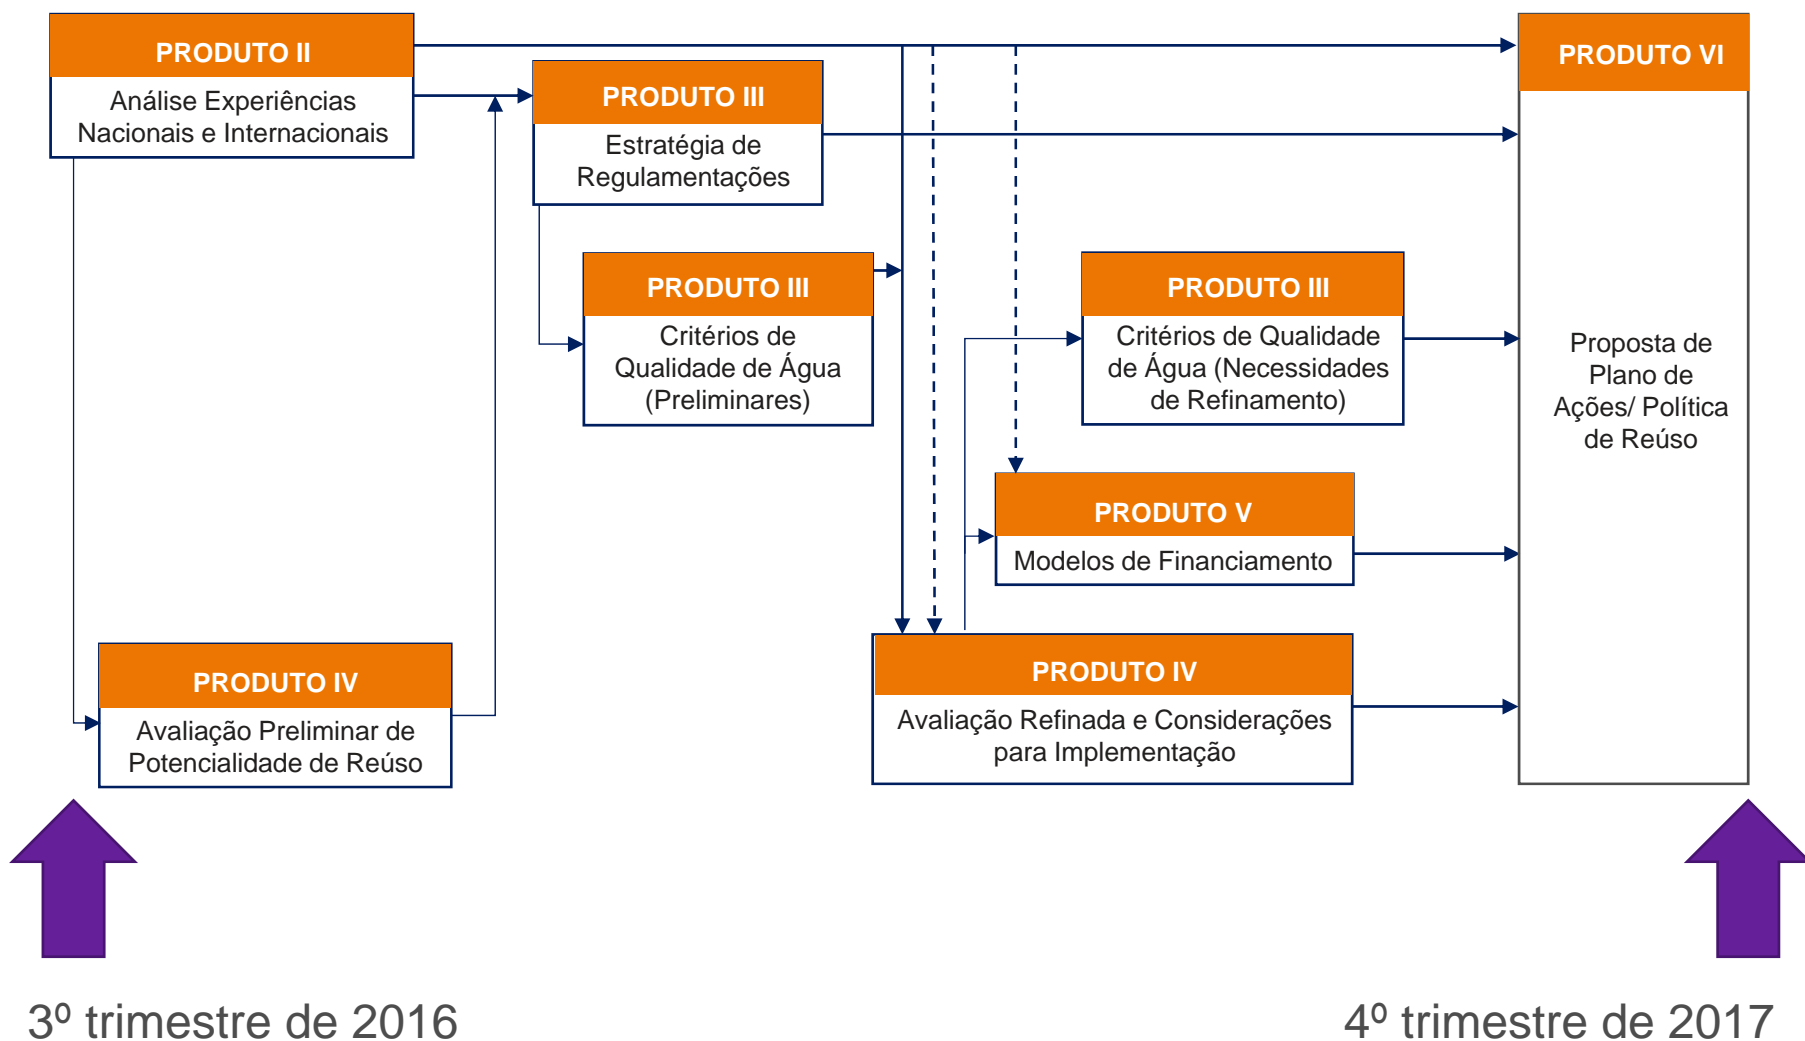 PRODUTO II
Análise Experiências
Nacionais e Internacionais
PRODUTO III
Estratégia de
Regulamentações
PRODUTO III
Critérios de
Qualidade de Água
(Preliminares)
PRODUTO III
Critérios de Qualidade
de Água (Necessidades
de Refinamento)
PRODUTO V
Modelos de Financiamento
PRODUTO IV
Avaliação Preliminar de
Potencialidade de Reúso
PRODUTO IV
Avaliação Refinada e Considerações
para Implementação
PRODUTO VI
Proposta de
Plano de
Ações/ Política
de Reúso
3º trimestre de 2016
4º trimestre de 2017